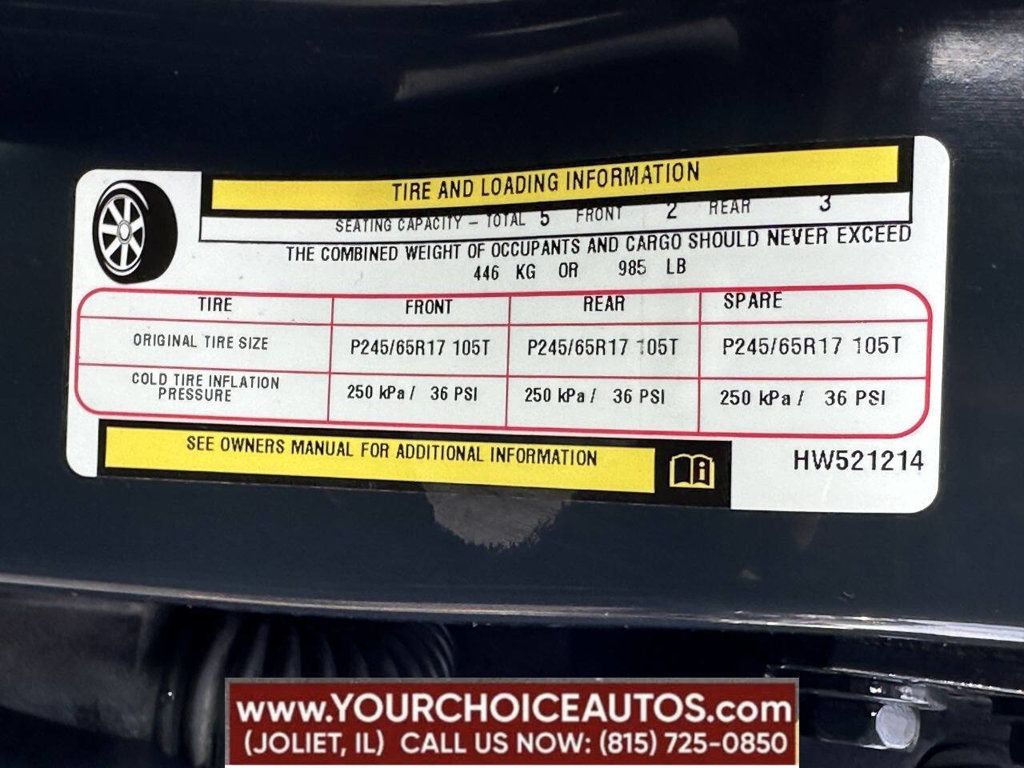 TIRE AND LOADING INFORMATION
SEATING CAPACITY - TOTAL 5 FRONT 2 REAR 3
THE COMBINED WEIGHT OF OCCUPANTS AND CARGO SHOULD NEVER EXCEED
446 KG OR 985 LB
TIRE FRONT REAR SPARE
ORIGINAL TIRE SIZE P245/65R17 105T P245/65R17 105T P245/65R17 105T
COLD TIRE INFLATION
PRESSURE 250 kPa / 36 PSI 250 kPa / 36 PSI 250 kPa / 36 PSI
SEE OWNERS MANUAL FOR ADDITIONAL INFORMATION
HW521214
www.YOURCHOICEAUTOS.com
(JOLIET, IL) CALL US NOW: (815) 725-0850